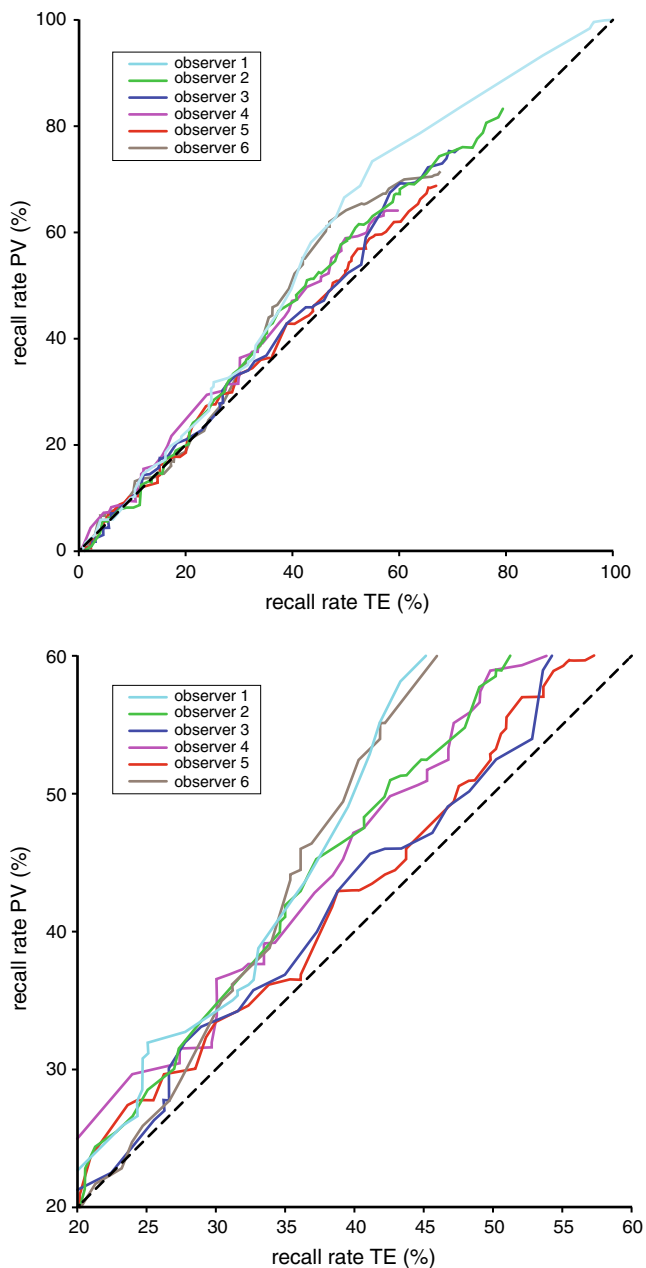 100
80
60
40
20
0
recall rate PV (%)
observer 1
observer 2
observer 3
observer 4
observer 5
observer 6
0 20 40 60 80 100
recall rate TE (%)
60
50
40
30
20
recall rate PV (%)
observer 1
observer 2
observer 3
observer 4
observer 5
observer 6
20 25 30 35 40 45 50 55 60
recall rate TE (%)